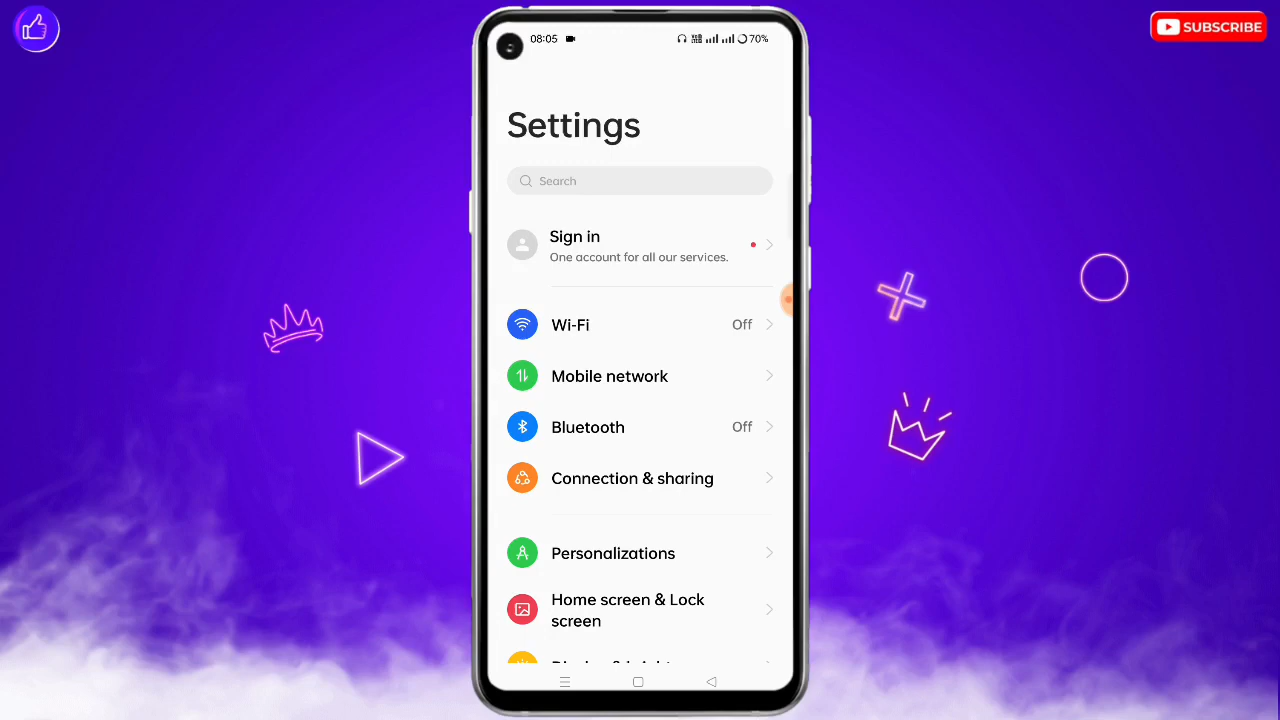 SUBSCRIBE
08:05
70%
Settings
Search
Sign in
One account for all our services.
Wi-Fi Off
Mobile network
Bluetooth Off
Connection & sharing
Personalizations
Home screen & Lock
screen